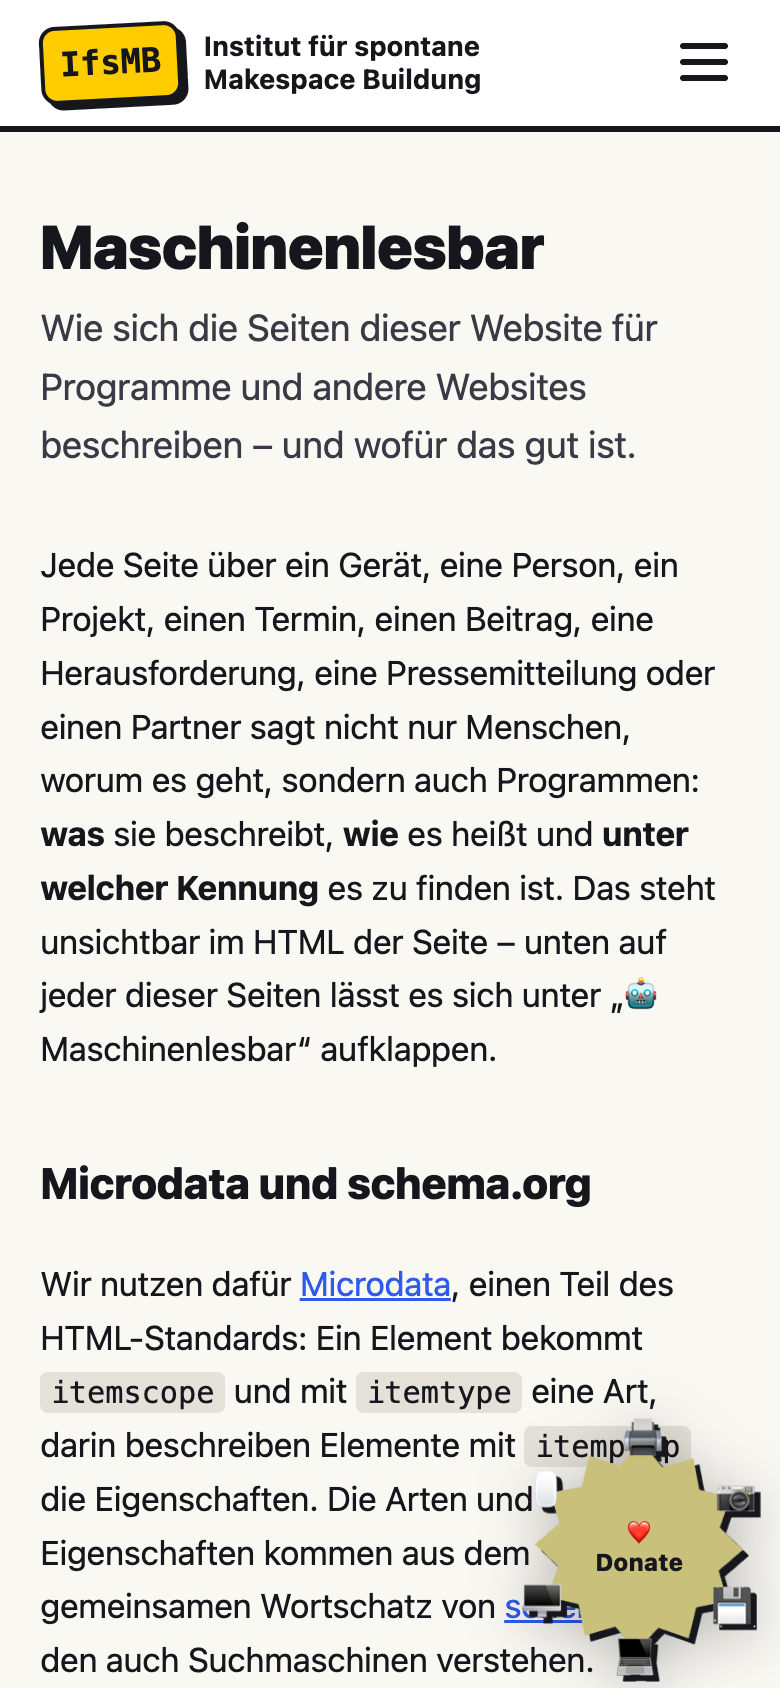 IfsMB
Institut für spontane
Makespace Buildung
Maschinenlesbar
Wie sich die Seiten dieser Website für
Programme und andere Websites
beschreiben – und wofür das gut ist.
Jede Seite über ein Gerät, eine Person, ein
Projekt, einen Termin, einen Beitrag, eine
Herausforderung, eine Pressemitteilung oder
einen Partner sagt nicht nur Menschen,
worum es geht, sondern auch Programmen:
was sie beschreibt, wie es heißt und unter
welcher Kennung es zu finden ist. Das steht
unsichtbar im HTML der Seite – unten auf
jeder dieser Seiten lässt es sich unter „🤖
Maschinenlesbar“ aufklappen.
Microdata und schema.org
Wir nutzen dafür Microdata, einen Teil des
HTML-Standards: Ein Element bekommt
itemscope und mit itemtype eine Art,
darin beschreiben Elemente mit
die Eigenschaften. Die Arten und
Eigenschaften kommen aus dem
gemeinsamen Wortschatz von
den auch Suchmaschinen verstehen.
❤️
Donate